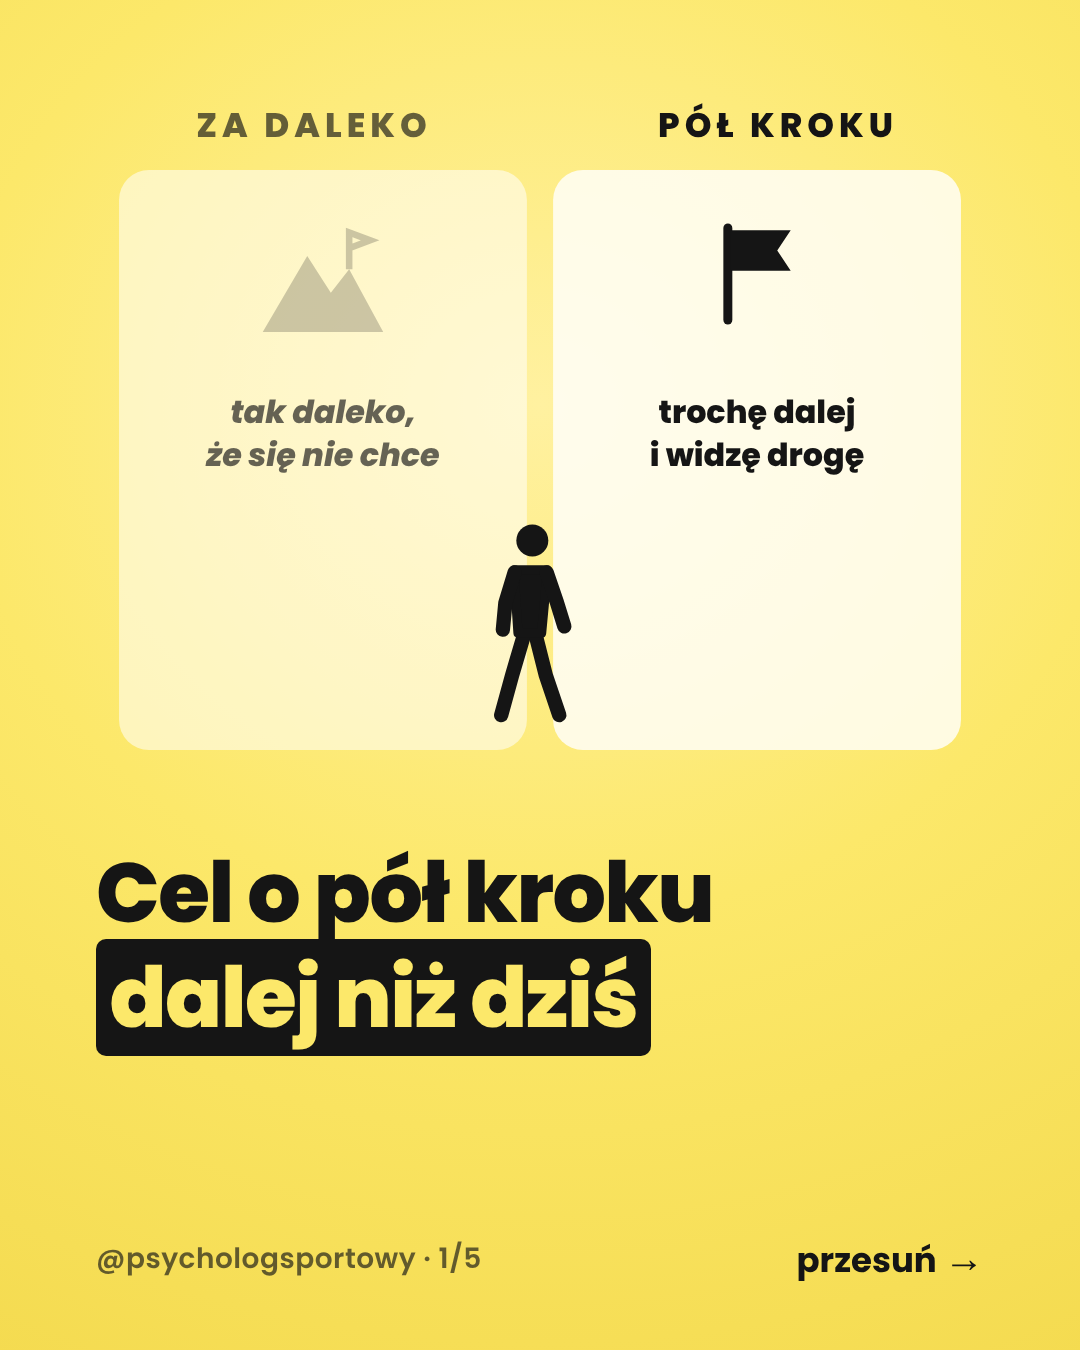 ZA DALEKO
PÓŁ KROKU
tak daleko,
że się nie chce
trochę dalej
i widzę drogę
Cel o pół kroku
dalej niż dziś
@psychologsportowy · 1/5
przesuń →